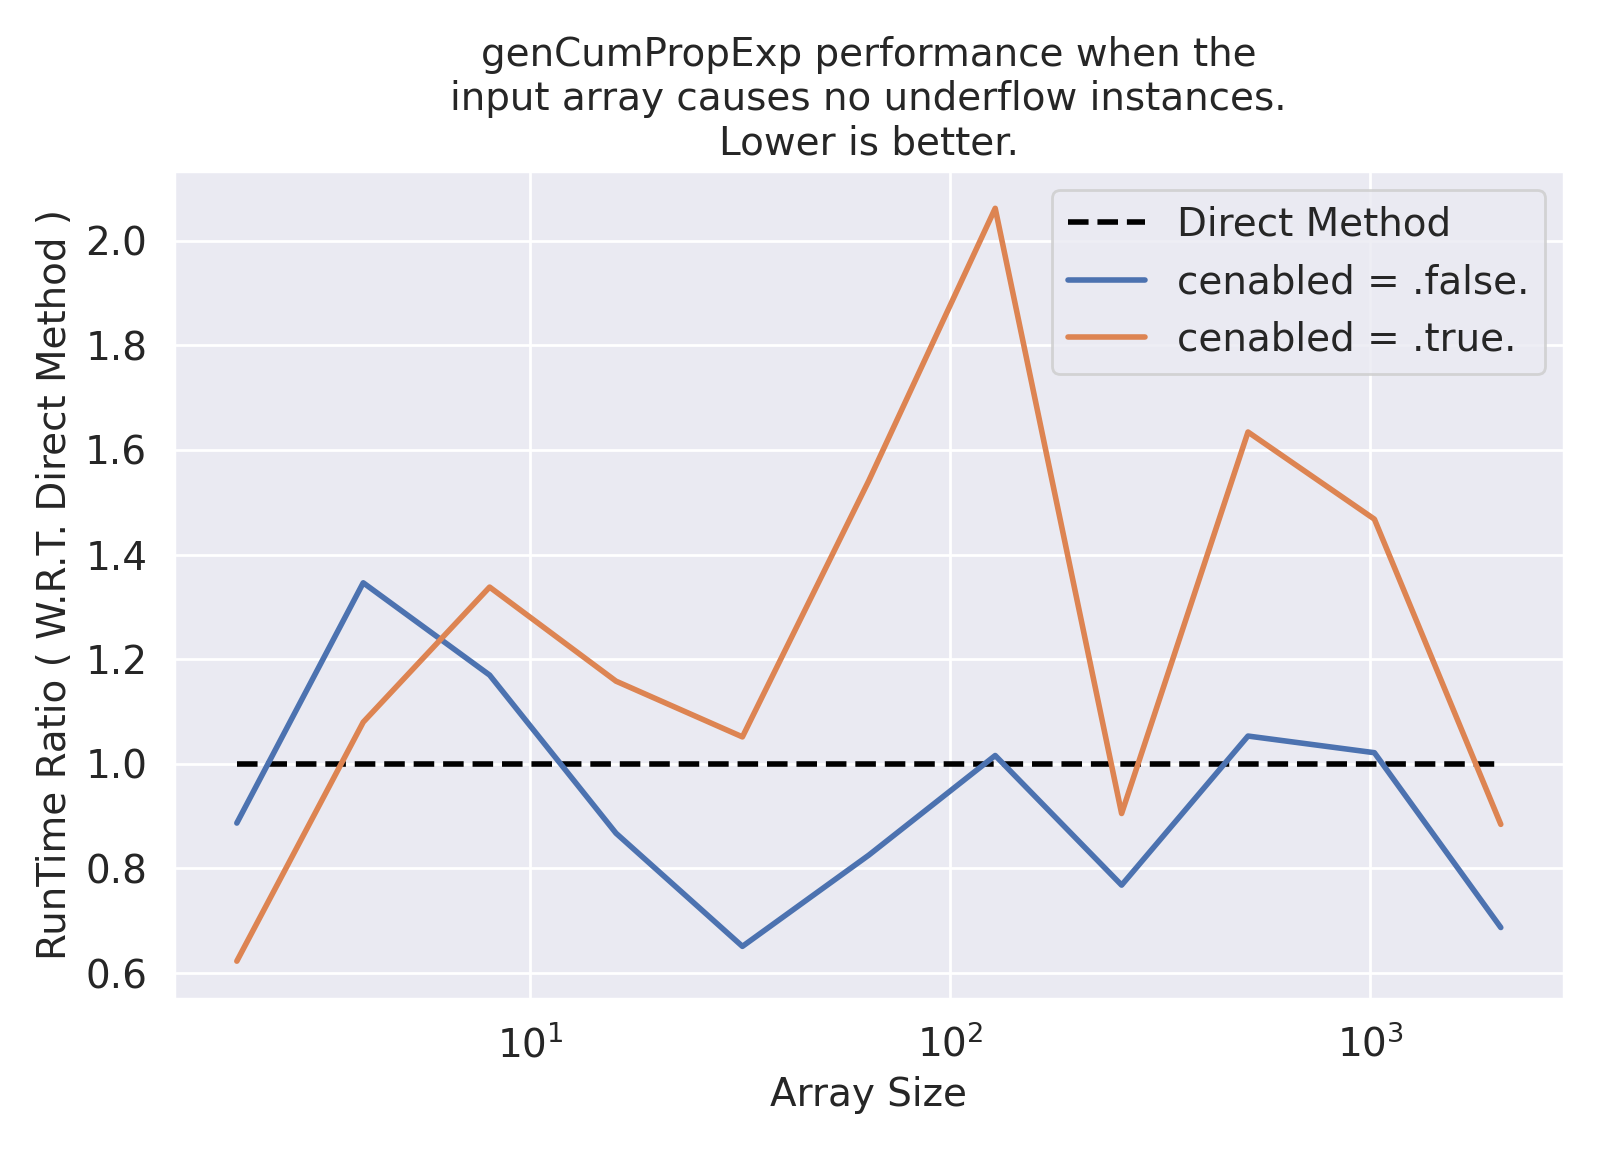 genCumPropExp performance when the
input array causes no underflow instances.
Lower is better.
RunTime Ratio ( W.R.T. Direct Method )
2.0
1.8
1.6
1.4
1.2
1.0
0.8
0.6
Direct Method
cenabled = .false.
cenabled = .true.
10¹ 10² 10³
Array Size